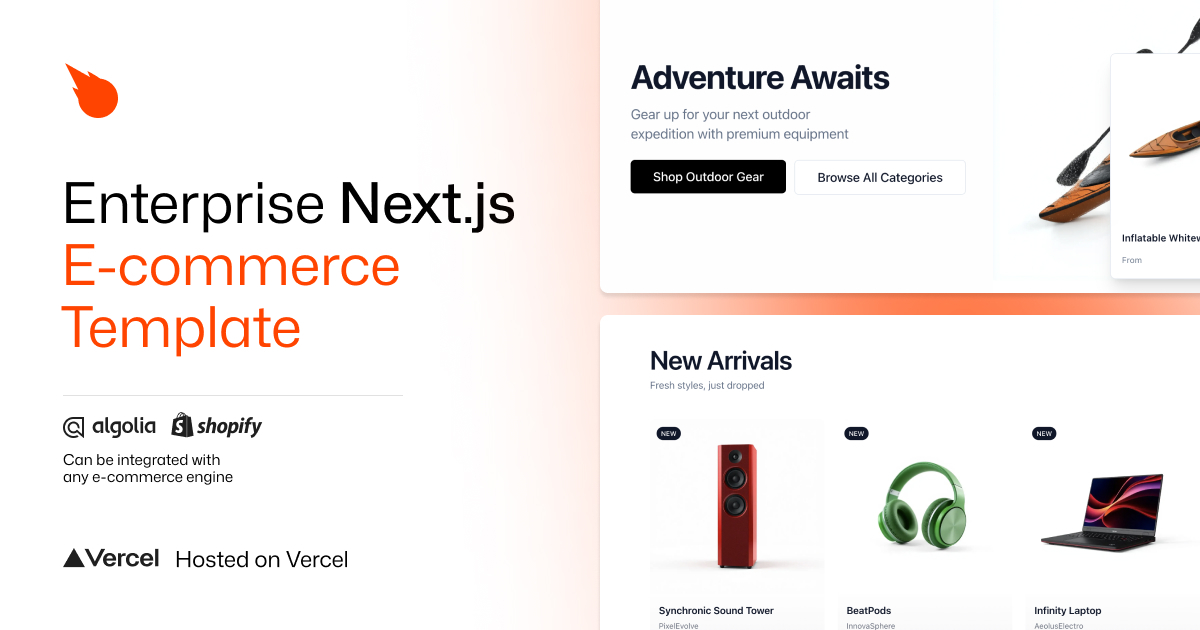 Enterprise Next.js
E-commerce
Template
algolia
shopify
Can be integrated with
any e-commerce engine
Vercel
Hosted on Vercel
Adventure Awaits
Gear up for your next outdoor
expedition with premium equipment
Shop Outdoor Gear
Browse All Categories
Inflatable
From
New Arrivals
Fresh styles, just dropped
NEW
NEW
NEW
Synchronic Sound Tower
PixelEvolve
BeatPods
InnovaSphere
Infinity Laptop
AeolusElectro